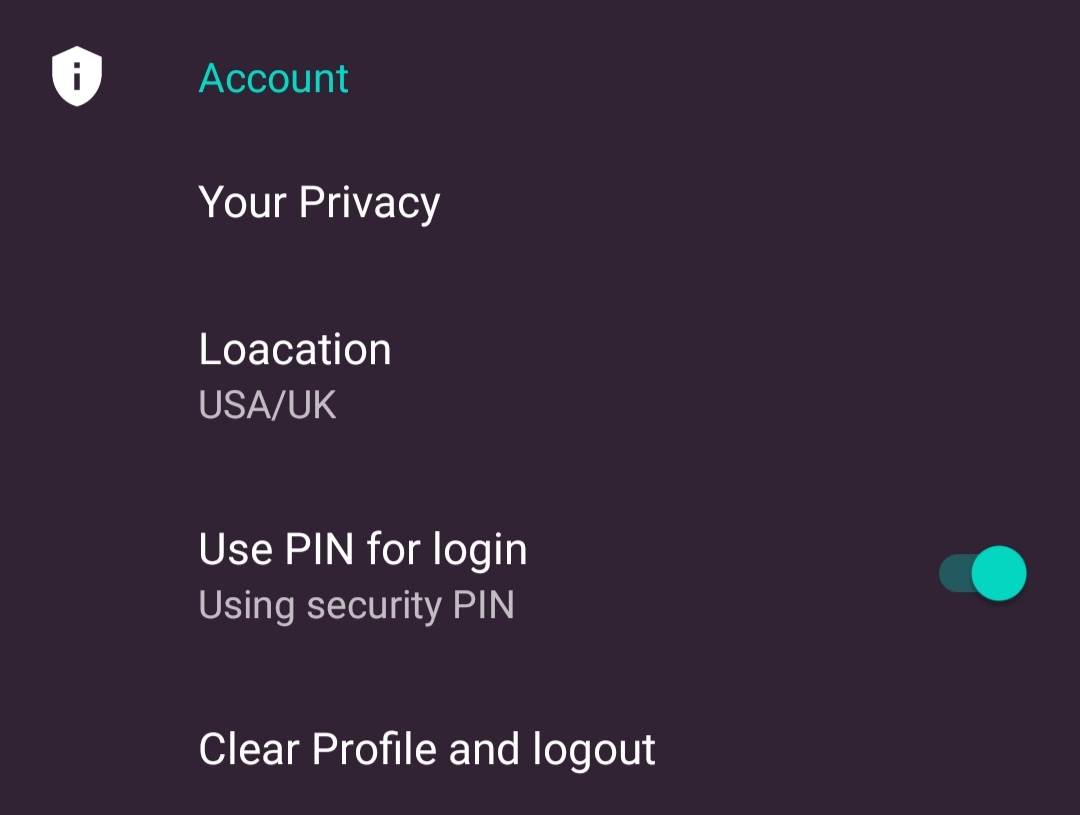 Account
Your Privacy
Loacation
USA/UK
Use PIN for login
Using security PIN
Clear Profile and logout